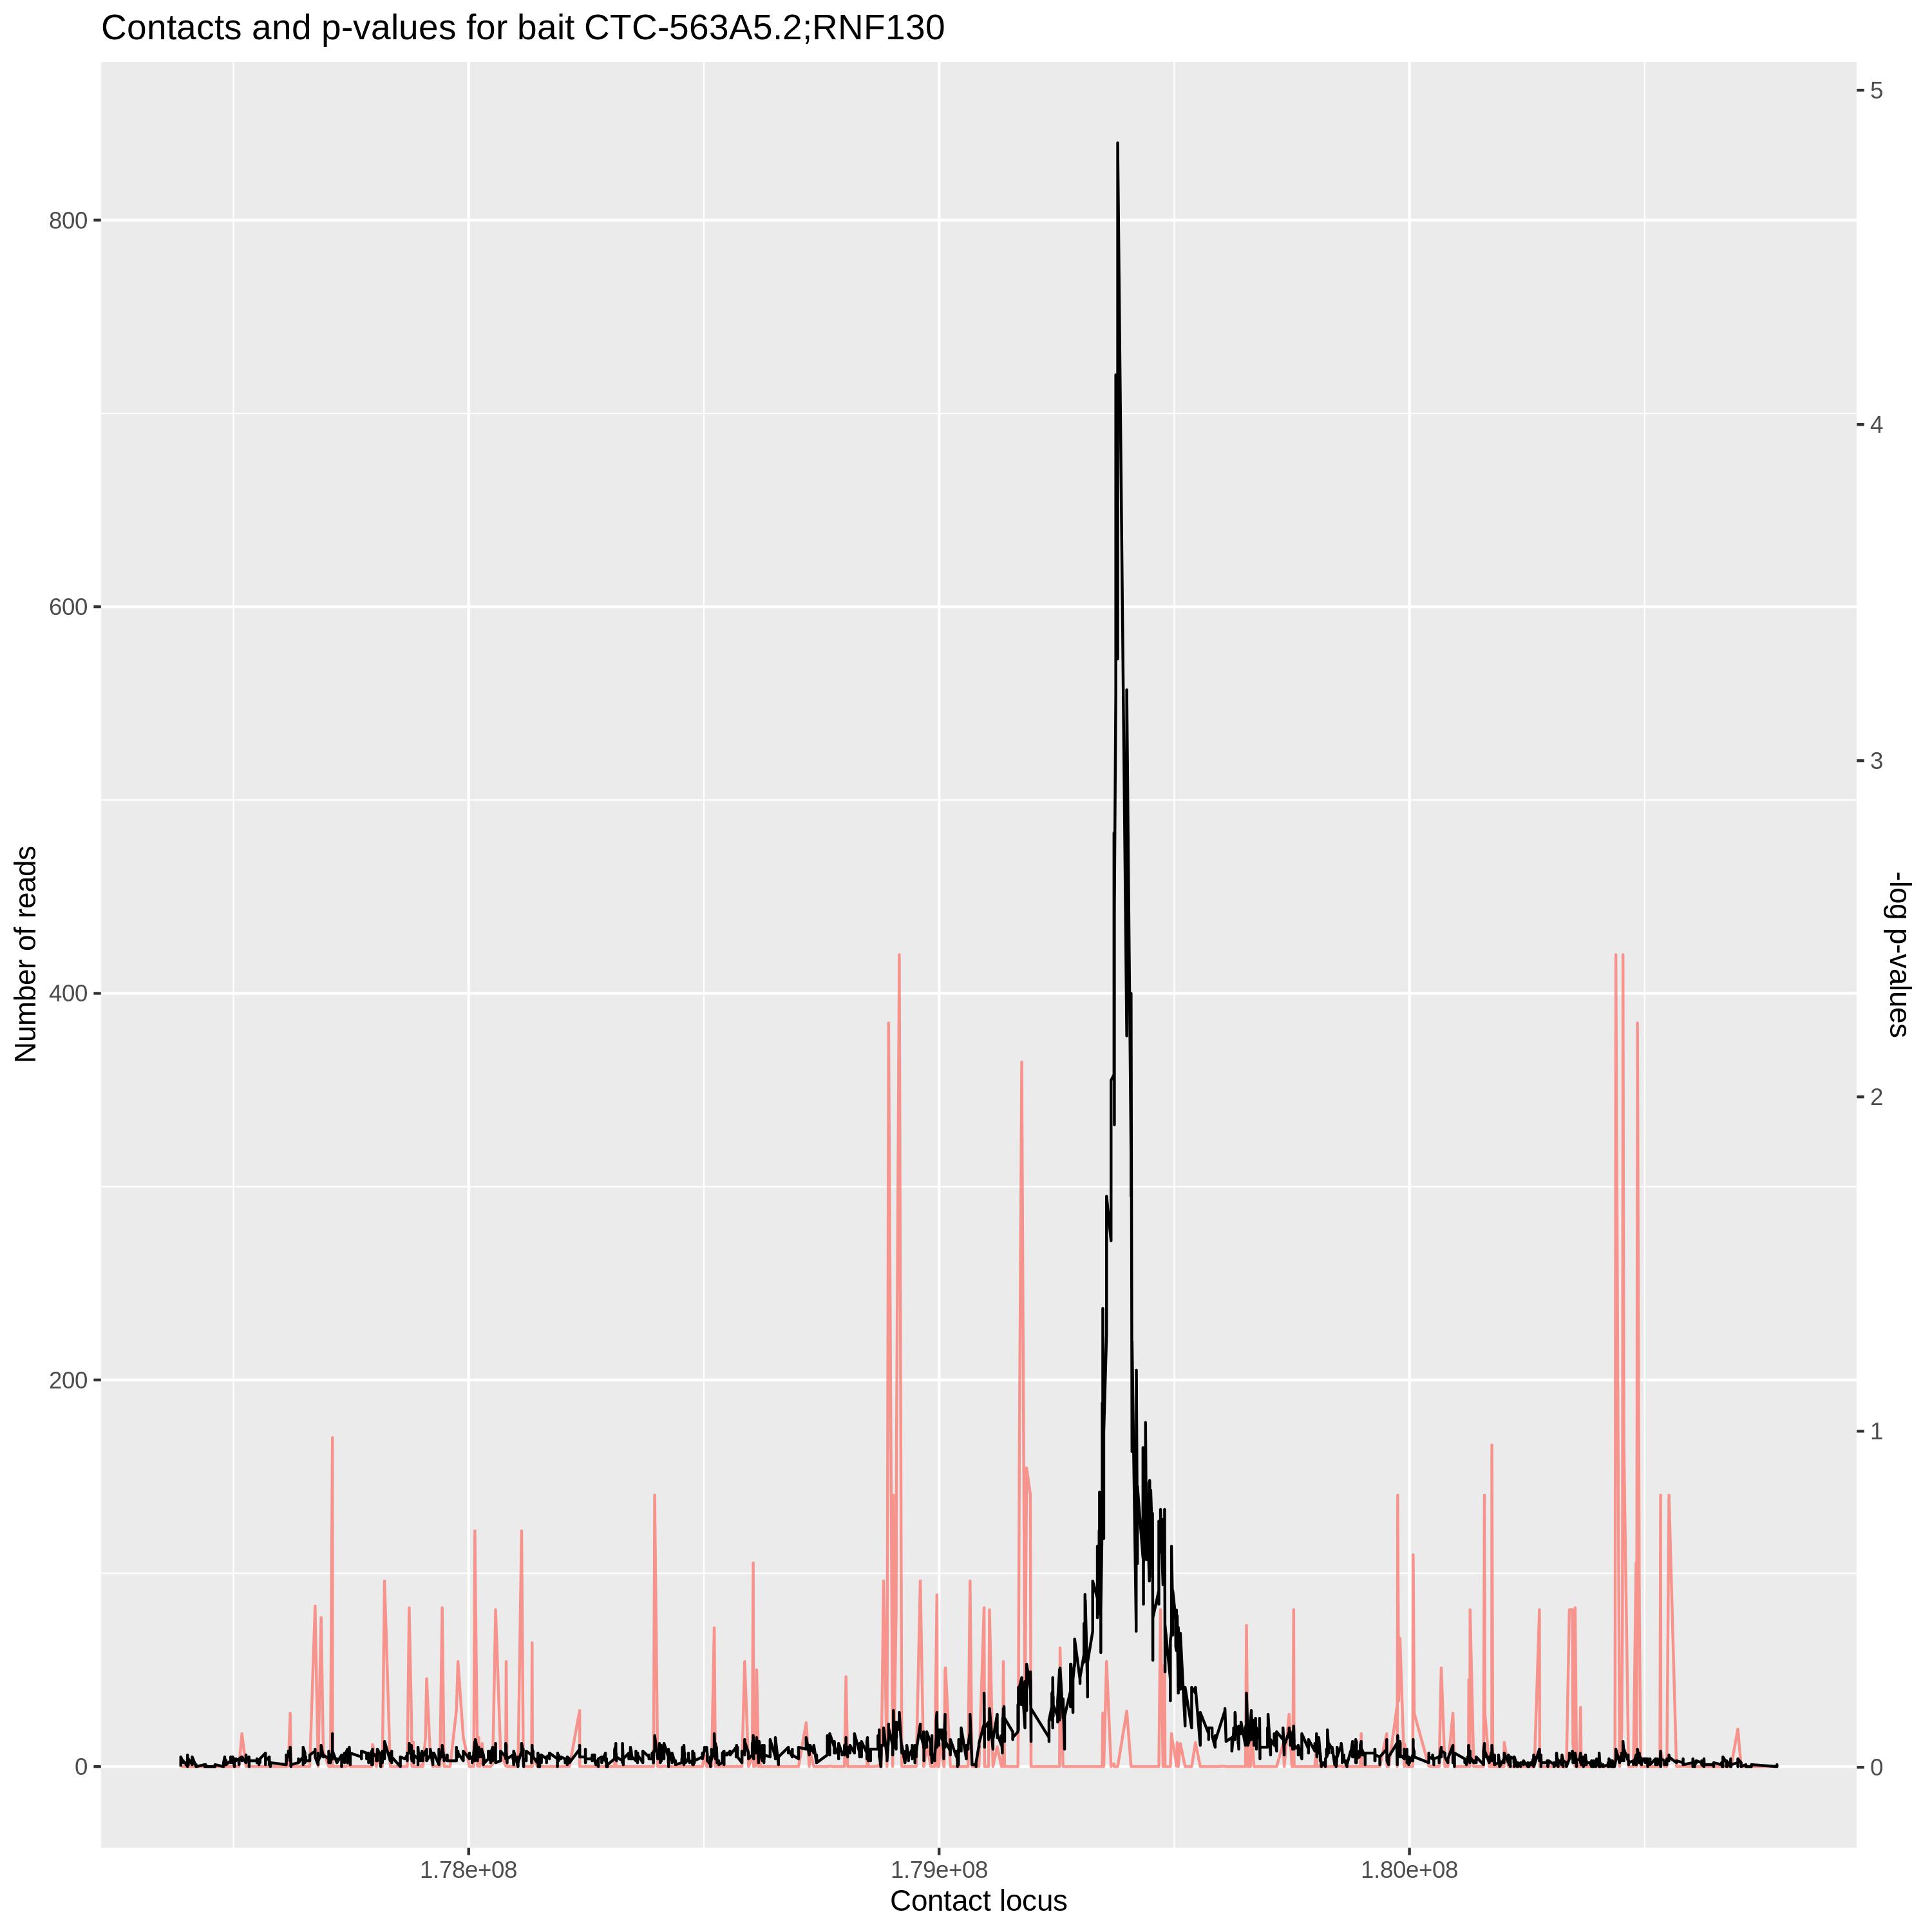 Contacts and p-values for bait CTC-563A5.2;RNF130
5
800
4
600
3
Number of reads
-log p-values
400
2
200
1
0
0
1.78e+08
1.79e+08
1.80e+08
Contact locus